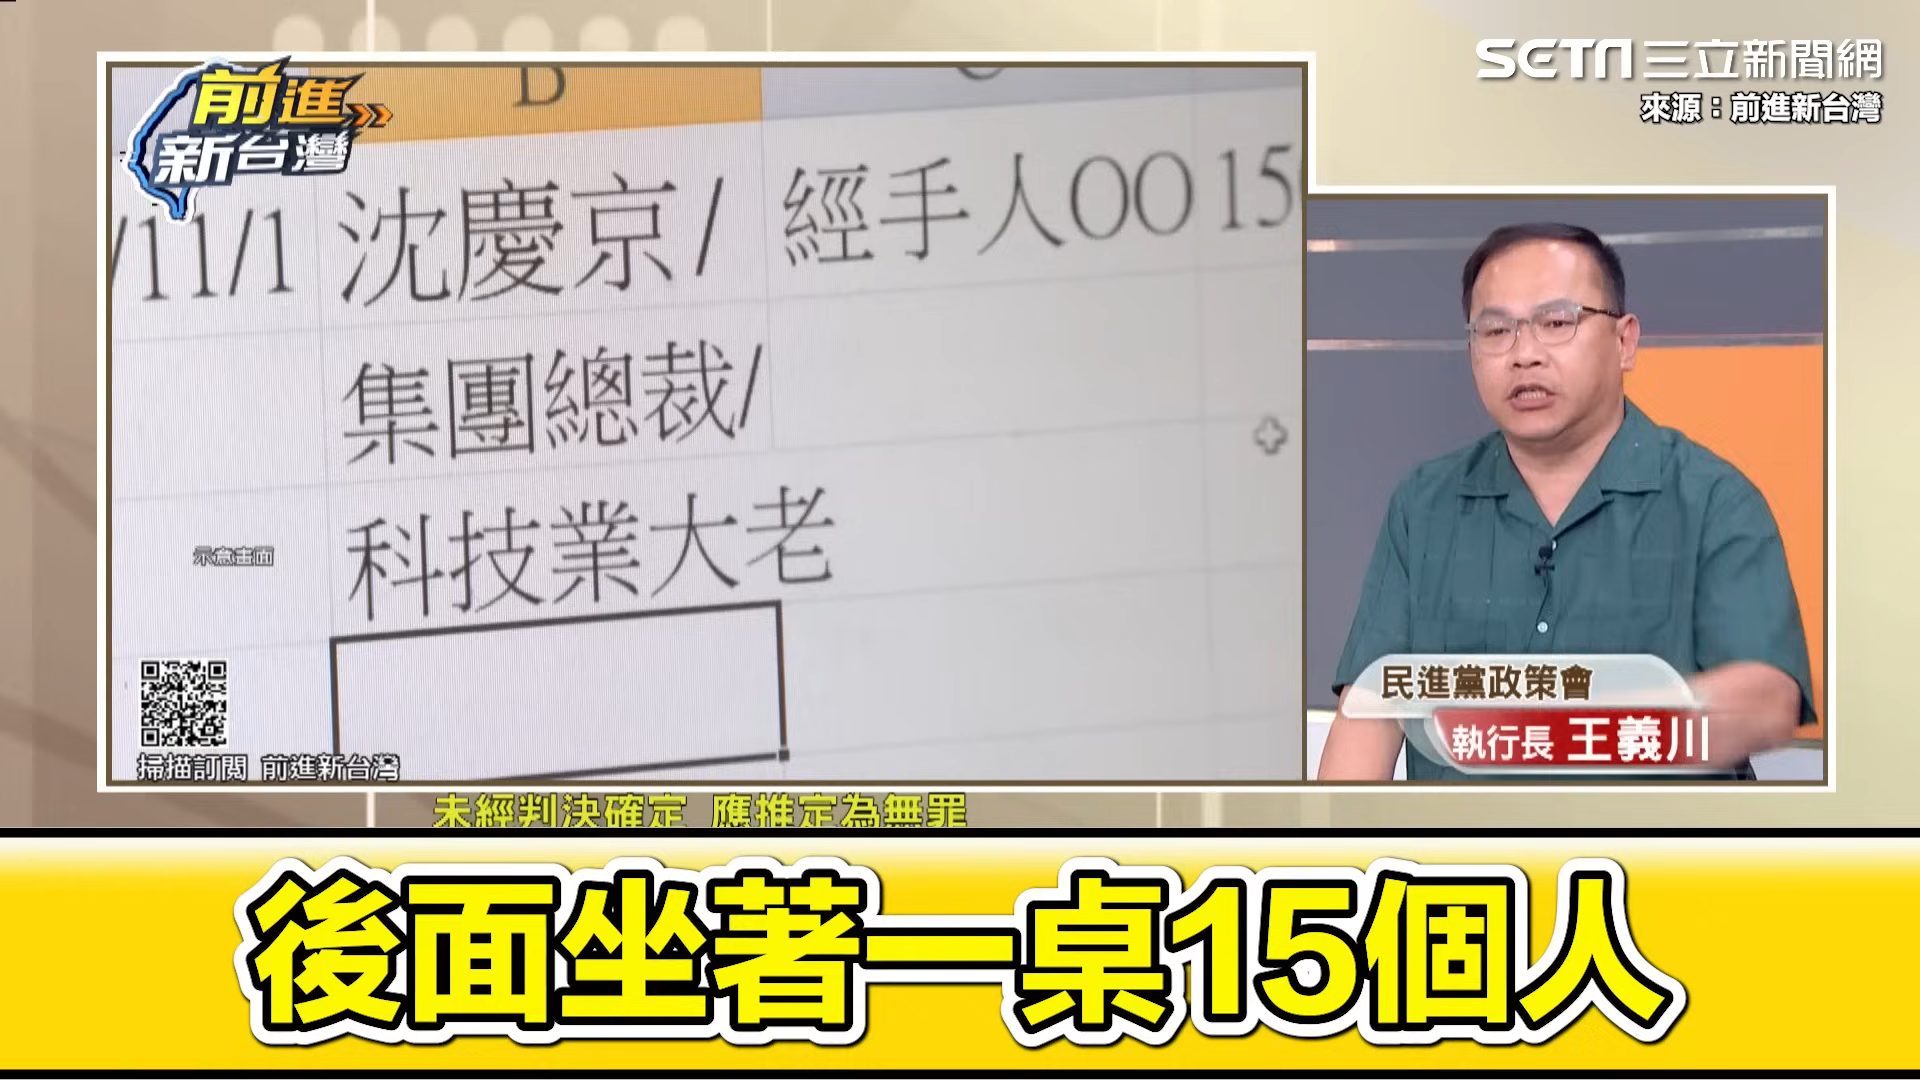 SETN三立新聞網
來源：前進新台灣
前進
新台灣
B
C
/11/1 沈慶京/ 經手人OO 15
集團總裁/
科技業大老
示意畫面
掃描訂閱 前進新台灣
民進黨政策會
執行長 王義川
未經判決確定 應推定為無罪
後面坐著一桌15個人